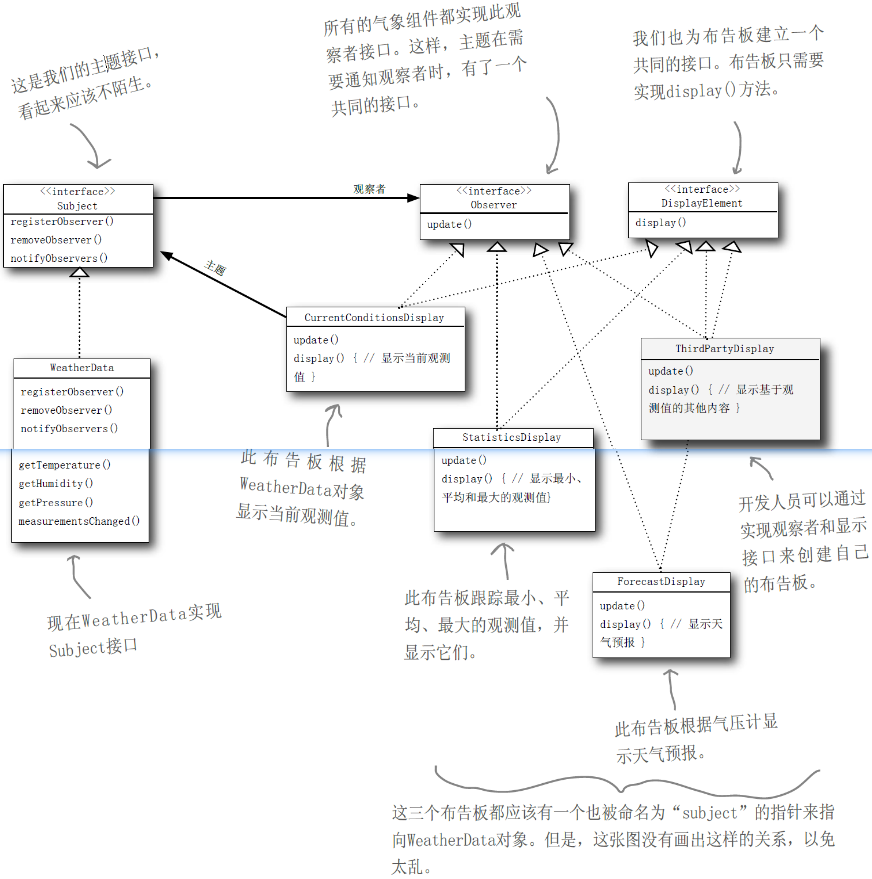 所有的气象组件都实现此观
察者接口。这样，主题在需
要通知观察者时，有了一个
共同的接口。
我们也为布告板建立一个
共同的接口。布告板只需要
实现display()方法。
这是我们的主题接口，
看起来应该不陌生。
<<interface>>
Subject
registerObserver()
removeObserver()
notifyObservers()
观察者
<<interface>>
Observer
update()
<<interface>>
DisplayElement
display()
主题
CurrentConditionsDisplay
update()
display() { // 显示当前观测
值 }
ThirdPartyDisplay
update()
display() { // 显示基于观
测值的其他内容 }
WeatherData
registerObserver()
removeObserver()
notifyObservers()
getTemperature()
getHumidity()
getPressure()
measurementsChanged()
此布告板根据
WeatherData对象
显示当前观测值。
StatisticsDisplay
update()
display() { // 显示最小、
平均和最大的观测值}
开发人员可以通过
实现观察者和显示
接口来创建自己
的布告板。
现在WeatherData实现
Subject接口
此布告板跟踪最小、平
均、最大的观测值，并
显示它们。
ForecastDisplay
update()
display() { // 显示天
气预报 }
此布告板根据气压计显
示天气预报。
这三个布告板都应该有一个也被命名为“subject”的指针来指
向WeatherData对象。但是，这张图没有画出这样的关系，以免
太乱。